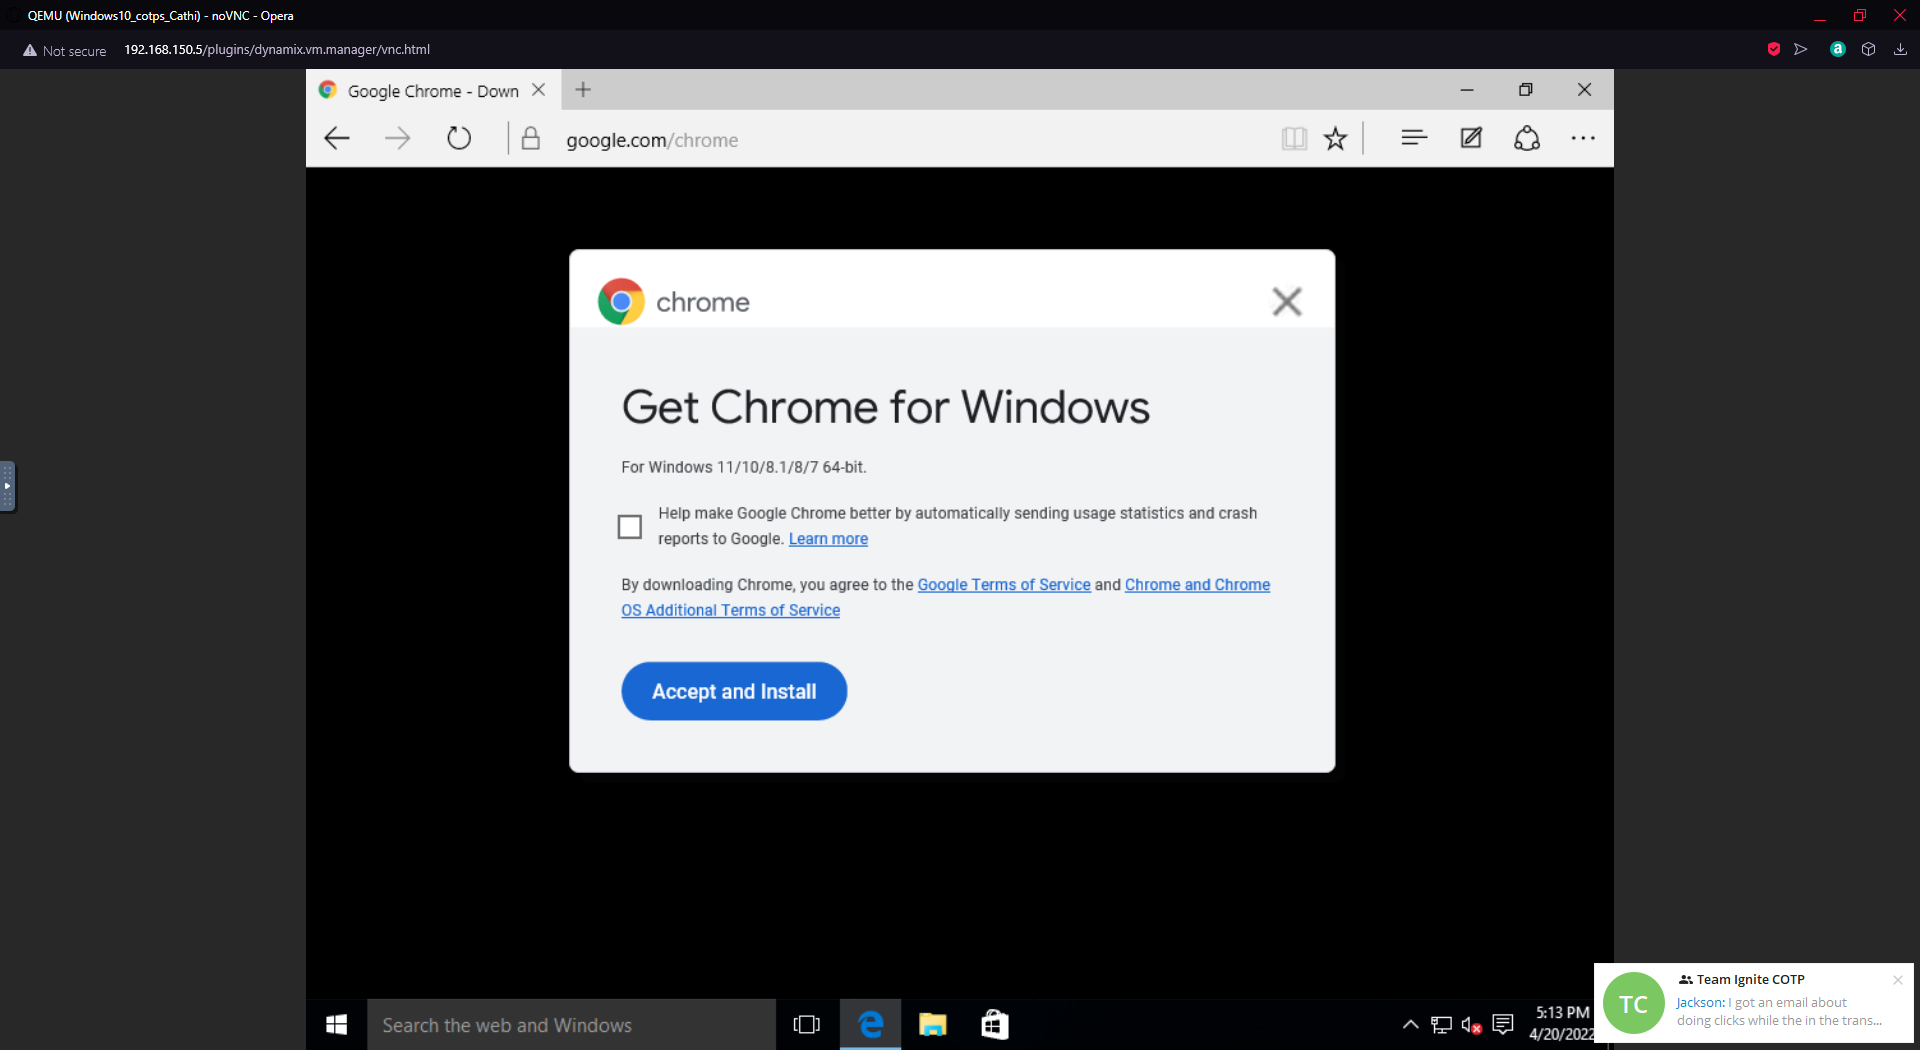 QEMU (Windows10_cotps_Cathi) - noVNC - Opera
Not secure 192.168.150.5/plugins/dynamix.vm.manager/vnc.html
Google Chrome - Down
google.com/chrome
chrome
Get Chrome for Windows
For Windows 11/10/8.1/8/7 64-bit.
Help make Google Chrome better by automatically sending usage statistics and crash
reports to Google. Learn more
By downloading Chrome, you agree to the Google Terms of Service and Chrome and Chrome
OS Additional Terms of Service
Accept and Install
Search the web and Windows
5:13 PM
4/20/2022
TC
Team Ignite COTP
Jackson: I got an email about
doing clicks while the in the trans...